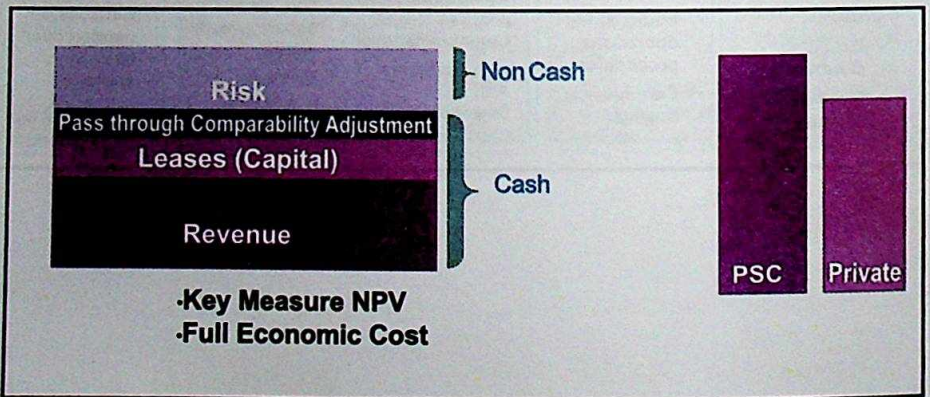 Risk
Non Cash
Pass through Comparability Adjustment
Leases (Capital)
Cash
Revenue
PSC
Private
·Key Measure NPV
·Full Economic Cost